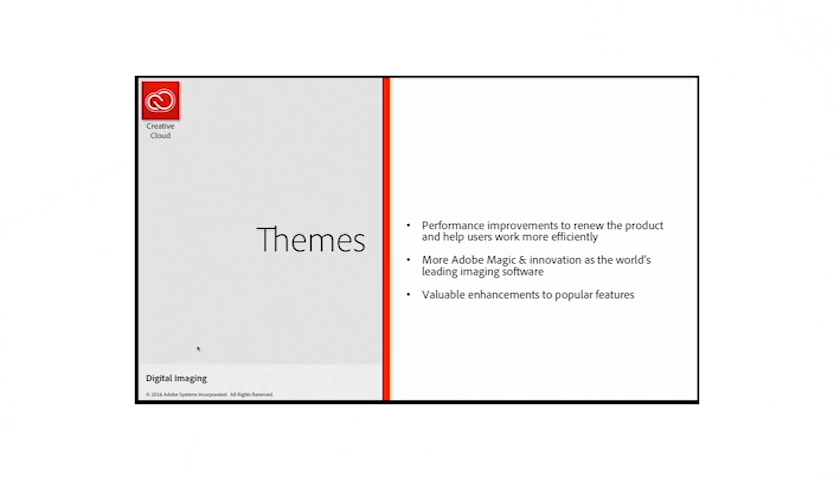 Creative
Cloud
Themes
• Performance improvements to renew the product
and help users work more efficiently
• More Adobe Magic & innovation as the world's
leading imaging software
• Valuable enhancements to popular features
Digital Imaging
© 2016 Adobe Systems Incorporated. All Rights Reserved.